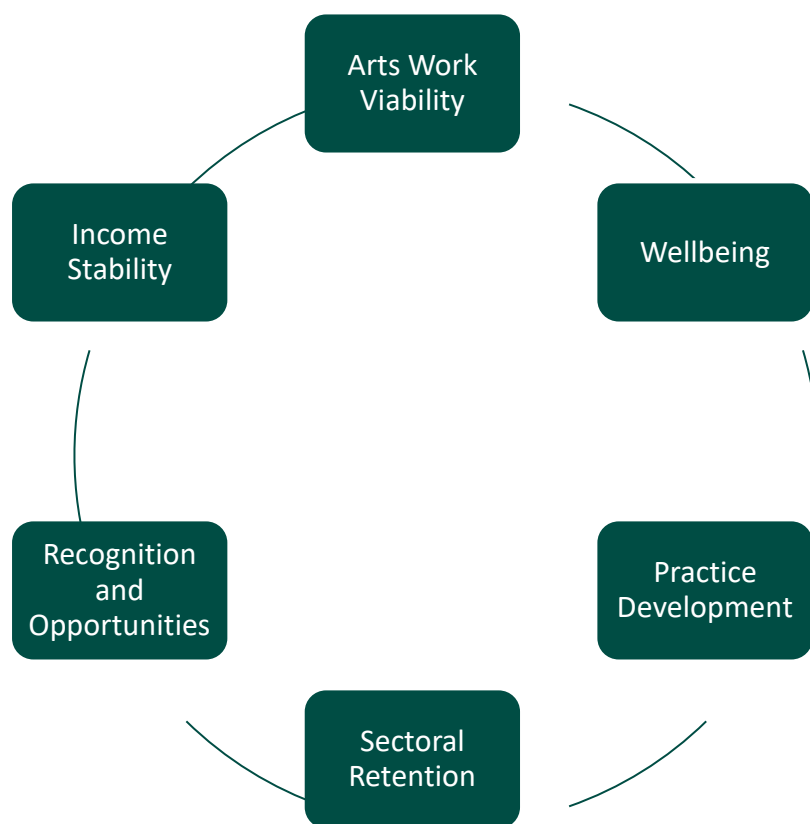 Arts Work
Viability
Wellbeing
Practice
Development
Sectoral
Retention
Recognition
and
Opportunities
Income
Stability